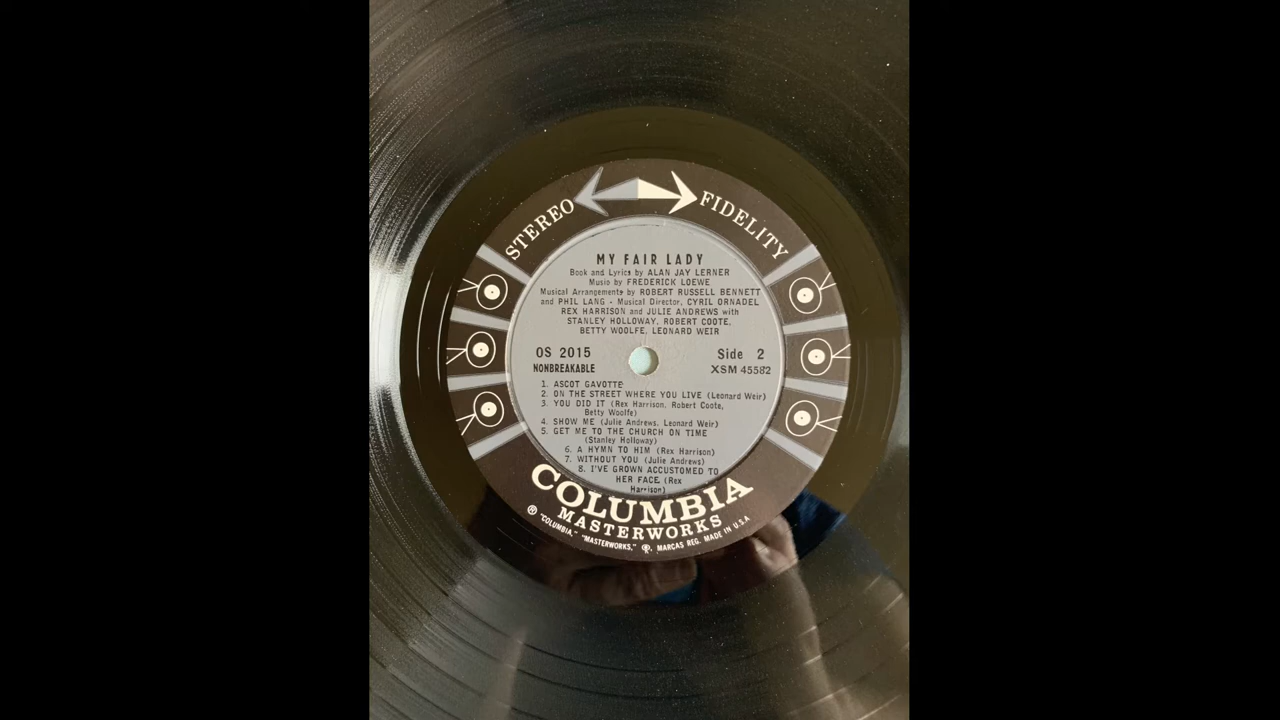 STEREO FIDELITY
MY FAIR LADY
Book and Lyrics by ALAN JAY LERNER
Music by FREDERICK LOEWE
Musical Arrangements by ROBERT RUSSELL BENNETT
and PHIL LANG - Musical Director, CYRIL ORNADEL
REX HARRISON and JULIE ANDREWS with
STANLEY HOLLOWAY, ROBERT COOTE,
BETTY WOOLFE, LEONARD WEIR
OS 2015 Side 2
NONBREAKABLE XSM 45582
1. ASCOT GAVOTTE
2. ON THE STREET WHERE YOU LIVE (Leonard Weir)
3. YOU DID IT (Rex Harrison, Robert Coote,
Betty Woolfe)
4. SHOW ME (Julie Andrews, Leonard Weir)
5. GET ME TO THE CHURCH ON TIME
(Stanley Holloway)
6. A HYMN TO HIM (Rex Harrison)
7. WITHOUT YOU (Julie Andrews)
8. I'VE GROWN ACCUSTOMED TO
HER FACE (Rex
Harrison)
COLUMBIA
MASTERWORKS
® "COLUMBIA," "MASTERWORKS," ®, MARCAS REG. MADE IN U.S.A